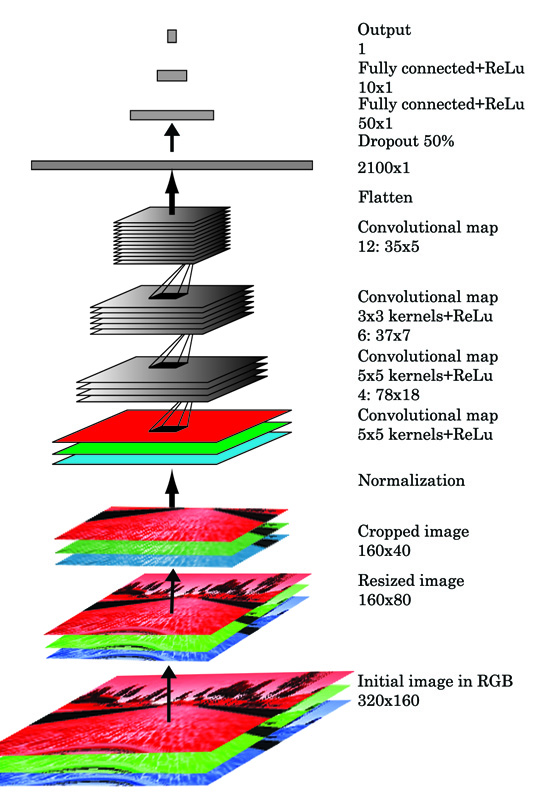 Output
1
Fully connected+ReLu
10x1
Fully connected+ReLu
50x1
Dropout 50%
2100x1
Flatten
Convolutional map
12: 35x5
Convolutional map
3x3 kernels+ReLu
6: 37x7
Convolutional map
5x5 kernels+ReLu
4: 78x18
Convolutional map
5x5 kernels+ReLu
Normalization
Cropped image
160x40
Resized image
160x80
Initial image in RGB
320x160